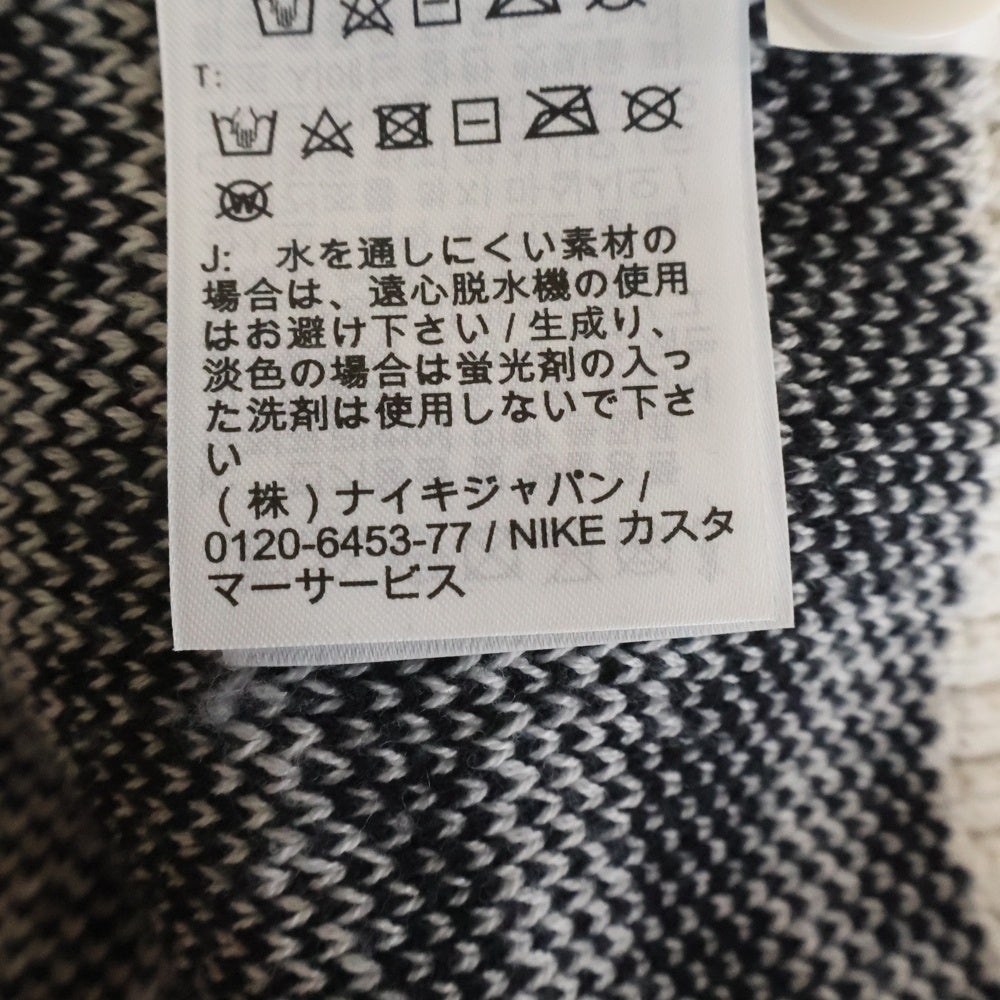 T:
W
J: 水を通しにくい素材の
場合は、遠心脱水機の使用
はお避け下さい / 生成り、
淡色の場合は蛍光剤の入っ
た洗剤は使用しないで下さ
い
(株)ナイキジャパン /
0120-6453-77 / NIKE カスタ
マーサービス